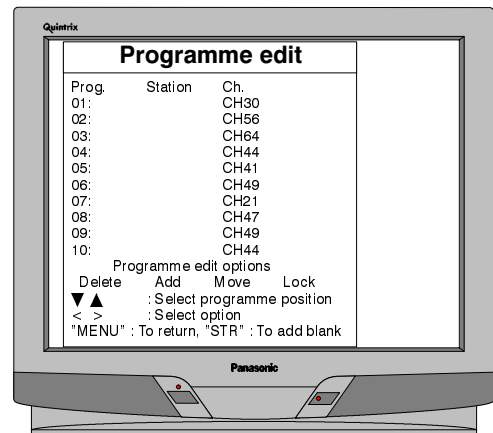 Quintrix
Programme edit
Prog. Station Ch.
01: CH30
02: CH56
03: CH64
04: CH44
05: CH41
06: CH49
07: CH21
08: CH47
09: CH49
10: CH44
Programme edit options
Delete Add Move Lock
▼ ▲ : Select programme position
< > : Select option
"MENU" : To return, "STR" : To add blank
Panasonic